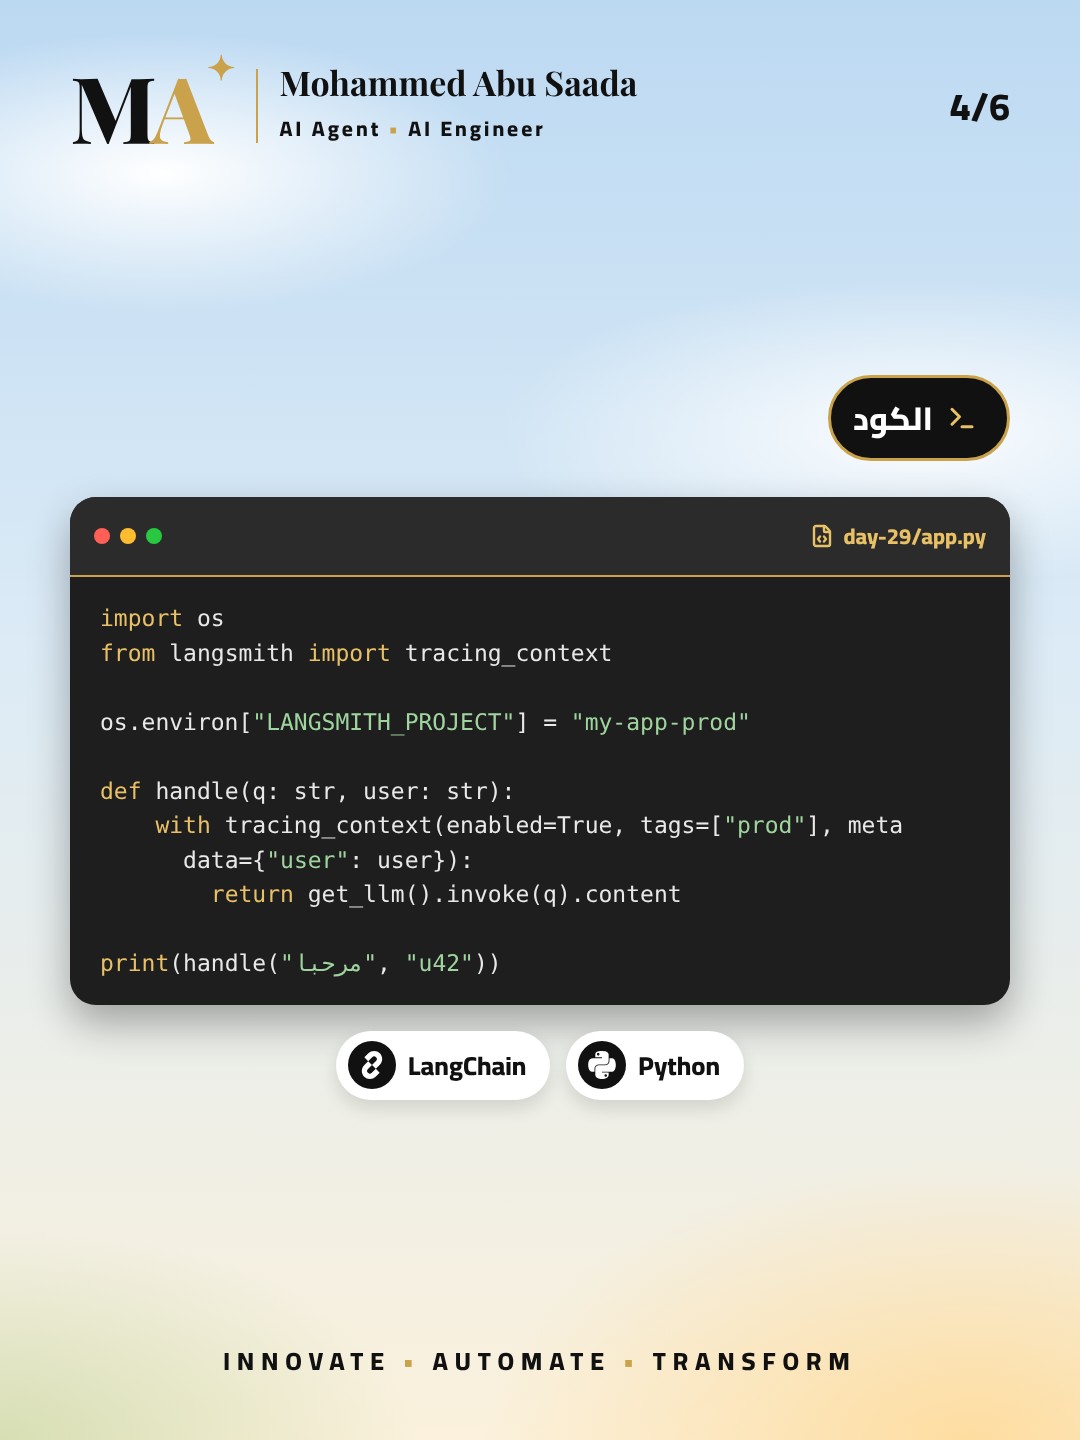 MA
Mohammed Abu Saada
AI Agent ▪ AI Engineer
4/6
الكود
day-29/app.py
import os
from langsmith import tracing_context

os.environ["LANGSMITH_PROJECT"] = "my-app-prod"

def handle(q: str, user: str):
    with tracing_context(enabled=True, tags=["prod"], meta
      data={"user": user}):
        return get_llm().invoke(q).content

print(handle("مرحبا", "u42"))
LangChain
Python
INNOVATE ▪ AUTOMATE ▪ TRANSFORM